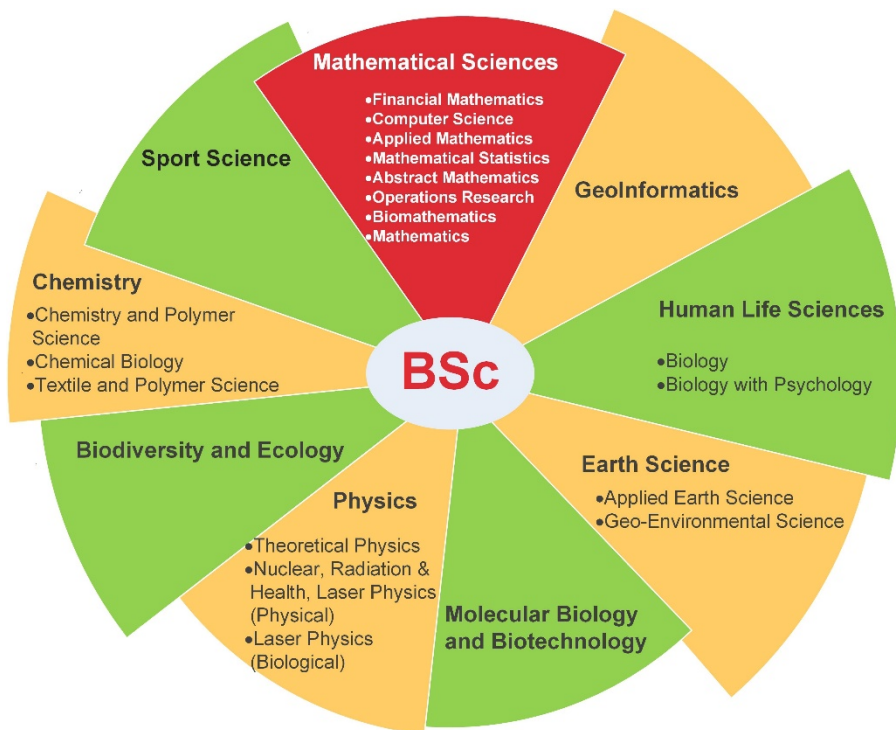 Mathematical Sciences
•Financial Mathematics
•Computer Science
•Applied Mathematics
•Mathematical Statistics
•Abstract Mathematics
•Operations Research
•Biomathematics
•Mathematics
GeoInformatics
Human Life Sciences
•Biology
•Biology with Psychology
Earth Science
•Applied Earth Science
•Geo-Environmental Science
Molecular Biology
and Biotechnology
Physics
•Theoretical Physics
•Nuclear, Radiation &
Health, Laser Physics
(Physical)
•Laser Physics
(Biological)
Biodiversity and Ecology
Chemistry
•Chemistry and Polymer
Science
•Chemical Biology
•Textile and Polymer Science
Sport Science
BSc